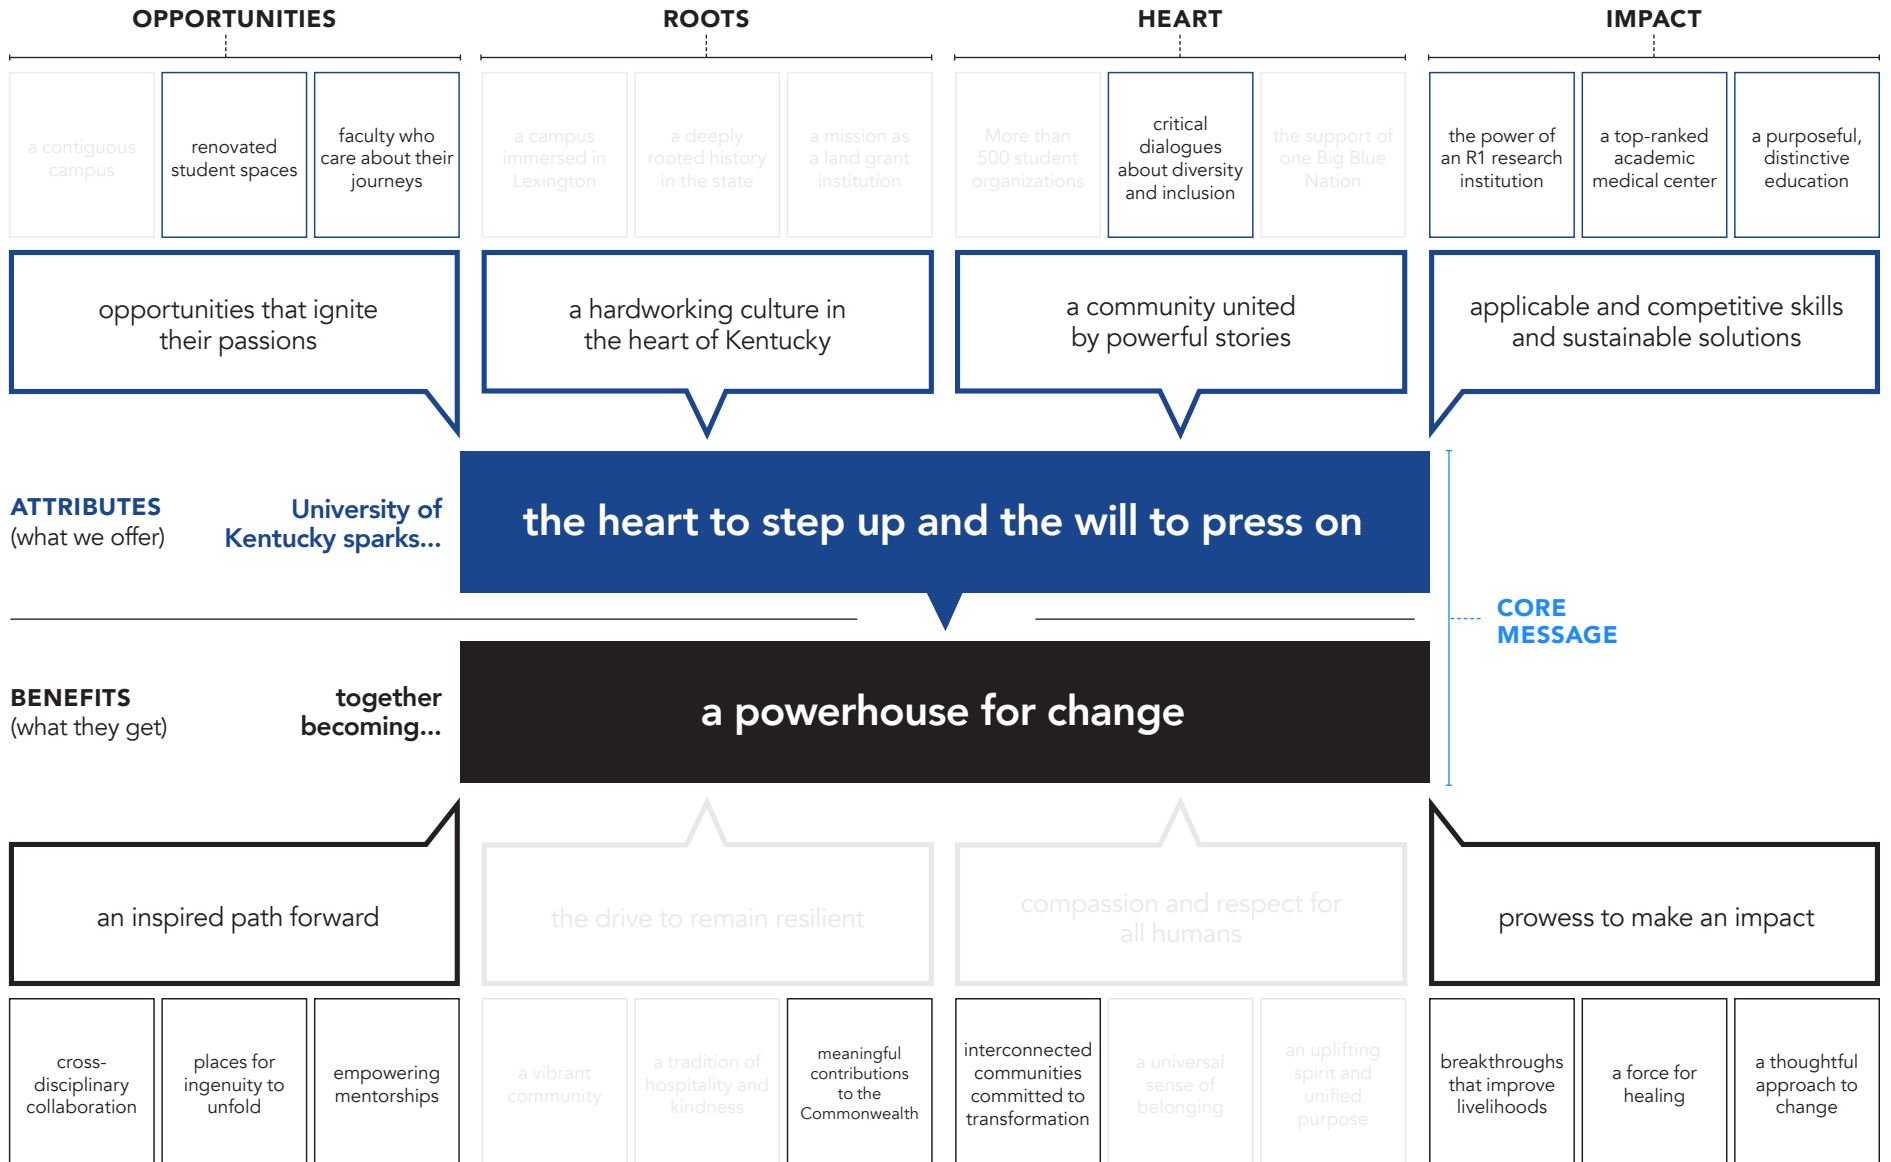 OPPORTUNITIES
ROOTS
HEART
IMPACT
a contiguous
campus
renovated
student spaces
faculty who
care about their
journeys
a campus
immersed in
Lexington
a deeply
rooted history
in the state
a mission as
a land grant
institution
More than
500 student
organizations
critical
dialogues
about diversity
and inclusion
the support of
one Big Blue
Nation
the power of
an R1 research
institution
a top-ranked
academic
medical center
a purposeful,
distinctive
education
opportunities that ignite
their passions
a hardworking culture in
the heart of Kentucky
a community united
by powerful stories
applicable and competitive skills
and sustainable solutions
ATTRIBUTES
(what we offer)
University of
Kentucky sparks...
the heart to step up and the will to press on
CORE
MESSAGE
BENEFITS
(what they get)
together
becoming...
a powerhouse for change
an inspired path forward
the drive to remain resilient
compassion and respect for
all humans
prowess to make an impact
cross-
disciplinary
collaboration
places for
ingenuity to
unfold
empowering
mentorships
a vibrant
community
a tradition of
hospitality and
kindness
meaningful
contributions
to the
Commonwealth
interconnected
communities
committed to
transformation
a universal
sense of
belonging
an uplifting
spirit and
unified
purpose
breakthroughs
that improve
livelihoods
a force for
healing
a thoughtful
approach to
change